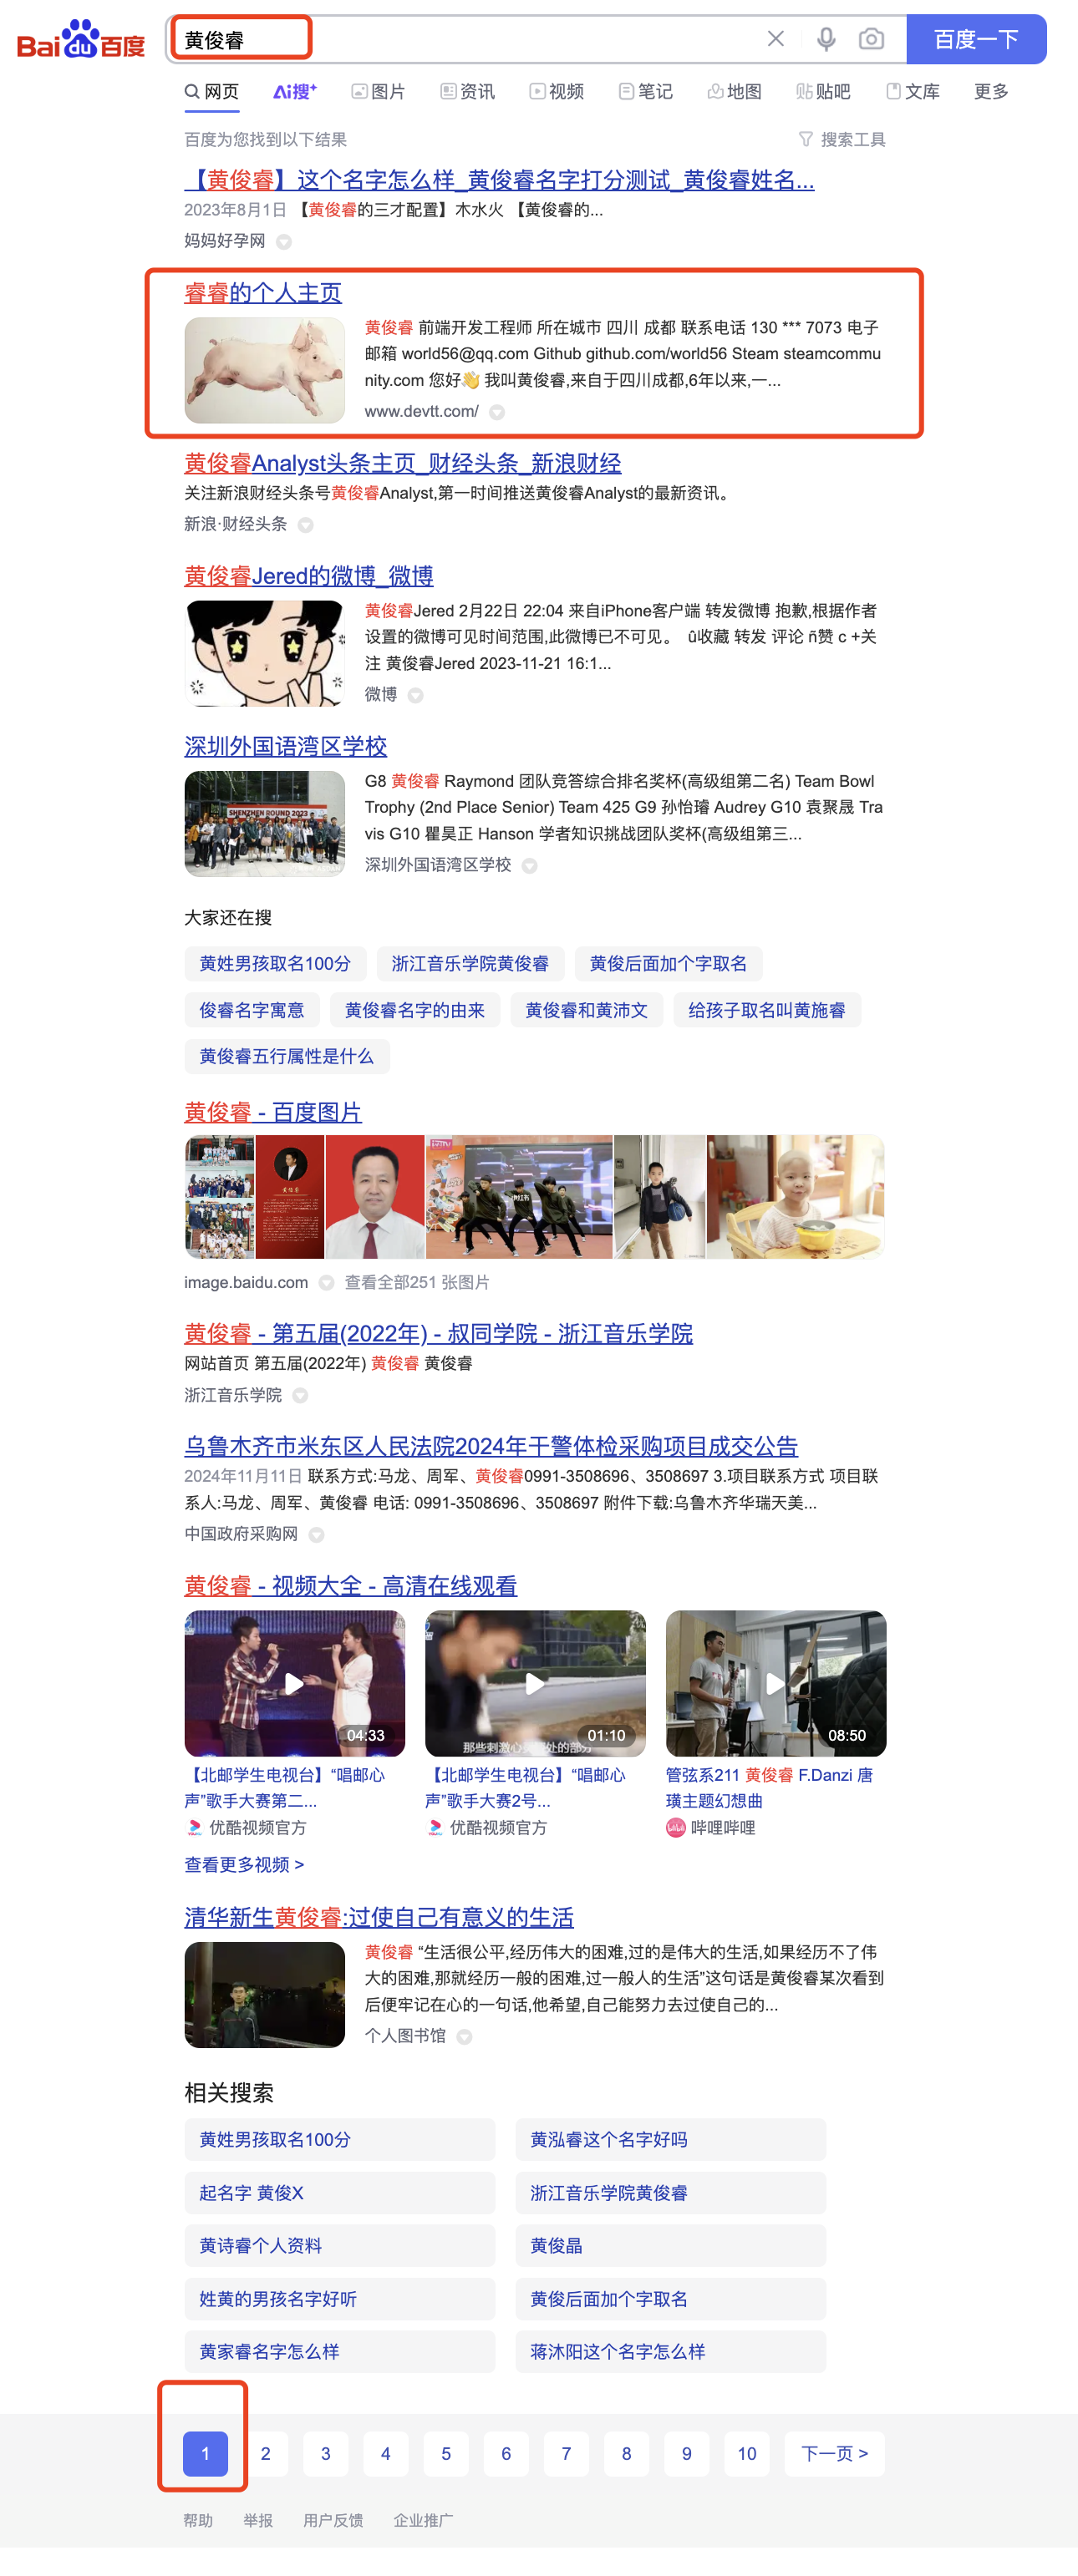 Bai du 百度
黄俊睿
百度一下
网页 Ai搜+ 图片 资讯 视频 笔记 地图 贴吧 文库 更多
百度为您找到以下结果 搜索工具
【黄俊睿】这个名字怎么样_黄俊睿名字打分测试_黄俊睿姓名...
2023年8月1日 【黄俊睿的三才配置】木水火 【黄俊睿的...
妈妈好孕网
睿睿的个人主页
黄俊睿 前端开发工程师 所在城市 四川 成都 联系电话 130 *** 7073 电子
邮箱 world56@qq.com Github github.com/world56 Steam steamcommu
nity.com 您好👋 我叫黄俊睿,来自于四川成都,6年以来,一...
www.devtt.com/
黄俊睿Analyst头条主页_财经头条_新浪财经
关注新浪财经头条号黄俊睿Analyst,第一时间推送黄俊睿Analyst的最新资讯。
新浪·财经头条
黄俊睿Jered的微博_微博
黄俊睿Jered 2月22日 22:04 来自iPhone客户端 转发微博 抱歉,根据作者
设置的微博可见时间范围,此微博已不可见。 û收藏 转发 评论 ñ赞 c +关
注 黄俊睿Jered 2023-11-21 16:1...
微博
深圳外国语湾区学校
SHENZHEN ROUND 2023
G8 黄俊睿 Raymond 团队竞答综合排名奖杯(高级组第二名) Team Bowl
Trophy (2nd Place Senior) Team 425 G9 孙怡璿 Audrey G10 袁聚晟 Tra
vis G10 瞿昊正 Hanson 学者知识挑战团队奖杯(高级组第三...
深圳外国语湾区学校
大家还在搜
黄姓男孩取名100分 浙江音乐学院黄俊睿 黄俊后面加个字取名
俊睿名字寓意 黄俊睿名字的由来 黄俊睿和黄沛文 给孩子取名叫黄施睿
黄俊睿五行属性是什么
黄俊睿 - 百度图片
image.baidu.com 查看全部251 张图片
黄俊睿 - 第五届(2022年) - 叔同学院 - 浙江音乐学院
网站首页 第五届(2022年) 黄俊睿 黄俊睿
浙江音乐学院
乌鲁木齐市米东区人民法院2024年干警体检采购项目成交公告
2024年11月11日 联系方式:马龙、周军、黄俊睿0991-3508696、3508697 3.项目联系方式 项目联
系人:马龙、周军、黄俊睿 电话: 0991-3508696、3508697 附件下载:乌鲁木齐华瑞天美...
中国政府采购网
黄俊睿 - 视频大全 - 高清在线观看
04:33 01:10 08:50
【北邮学生电视台】“唱邮心
声”歌手大赛第二...
优酷视频官方
【北邮学生电视台】“唱邮心
声”歌手大赛2号...
优酷视频官方
管弦系211 黄俊睿 F.Danzi 唐
璜主题幻想曲
哔哩哔哩
查看更多视频 >
清华新生黄俊睿:过使自己有意义的生活
黄俊睿 “生活很公平,经历伟大的困难,过的是伟大的生活,如果经历不了伟
大的困难,那就经历一般的困难,过一般人的生活”这句话是黄俊睿某次看到
后便牢记在心的一句话,他希望,自己能努力去过使自己的...
个人图书馆
相关搜索
黄姓男孩取名100分 黄泓睿这个名字好吗
起名字 黄俊X 浙江音乐学院黄俊睿
黄诗睿个人资料 黄俊晶
姓黄的男孩名字好听 黄俊后面加个字取名
黄家睿名字怎么样 蒋沐阳这个名字怎么样
1 2 3 4 5 6 7 8 9 10 下一页 >
帮助 举报 用户反馈 企业推广